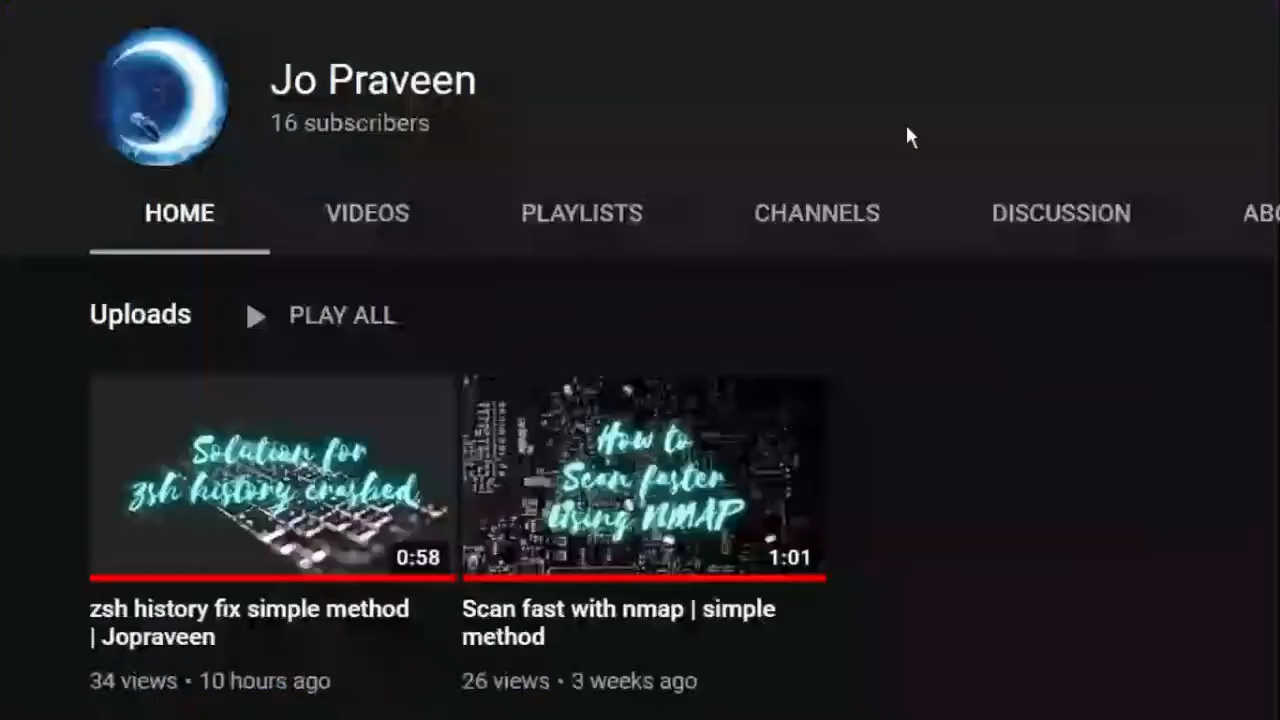 Jo Praveen
16 subscribers
HOME VIDEOS PLAYLISTS CHANNELS DISCUSSION ABO
Uploads PLAY ALL
Solution for
zsh history crashed
0:58
How to
Scan faster
Using NMAP
1:01
zsh history fix simple method
| Jopraveen
34 views • 10 hours ago
Scan fast with nmap | simple
method
26 views • 3 weeks ago